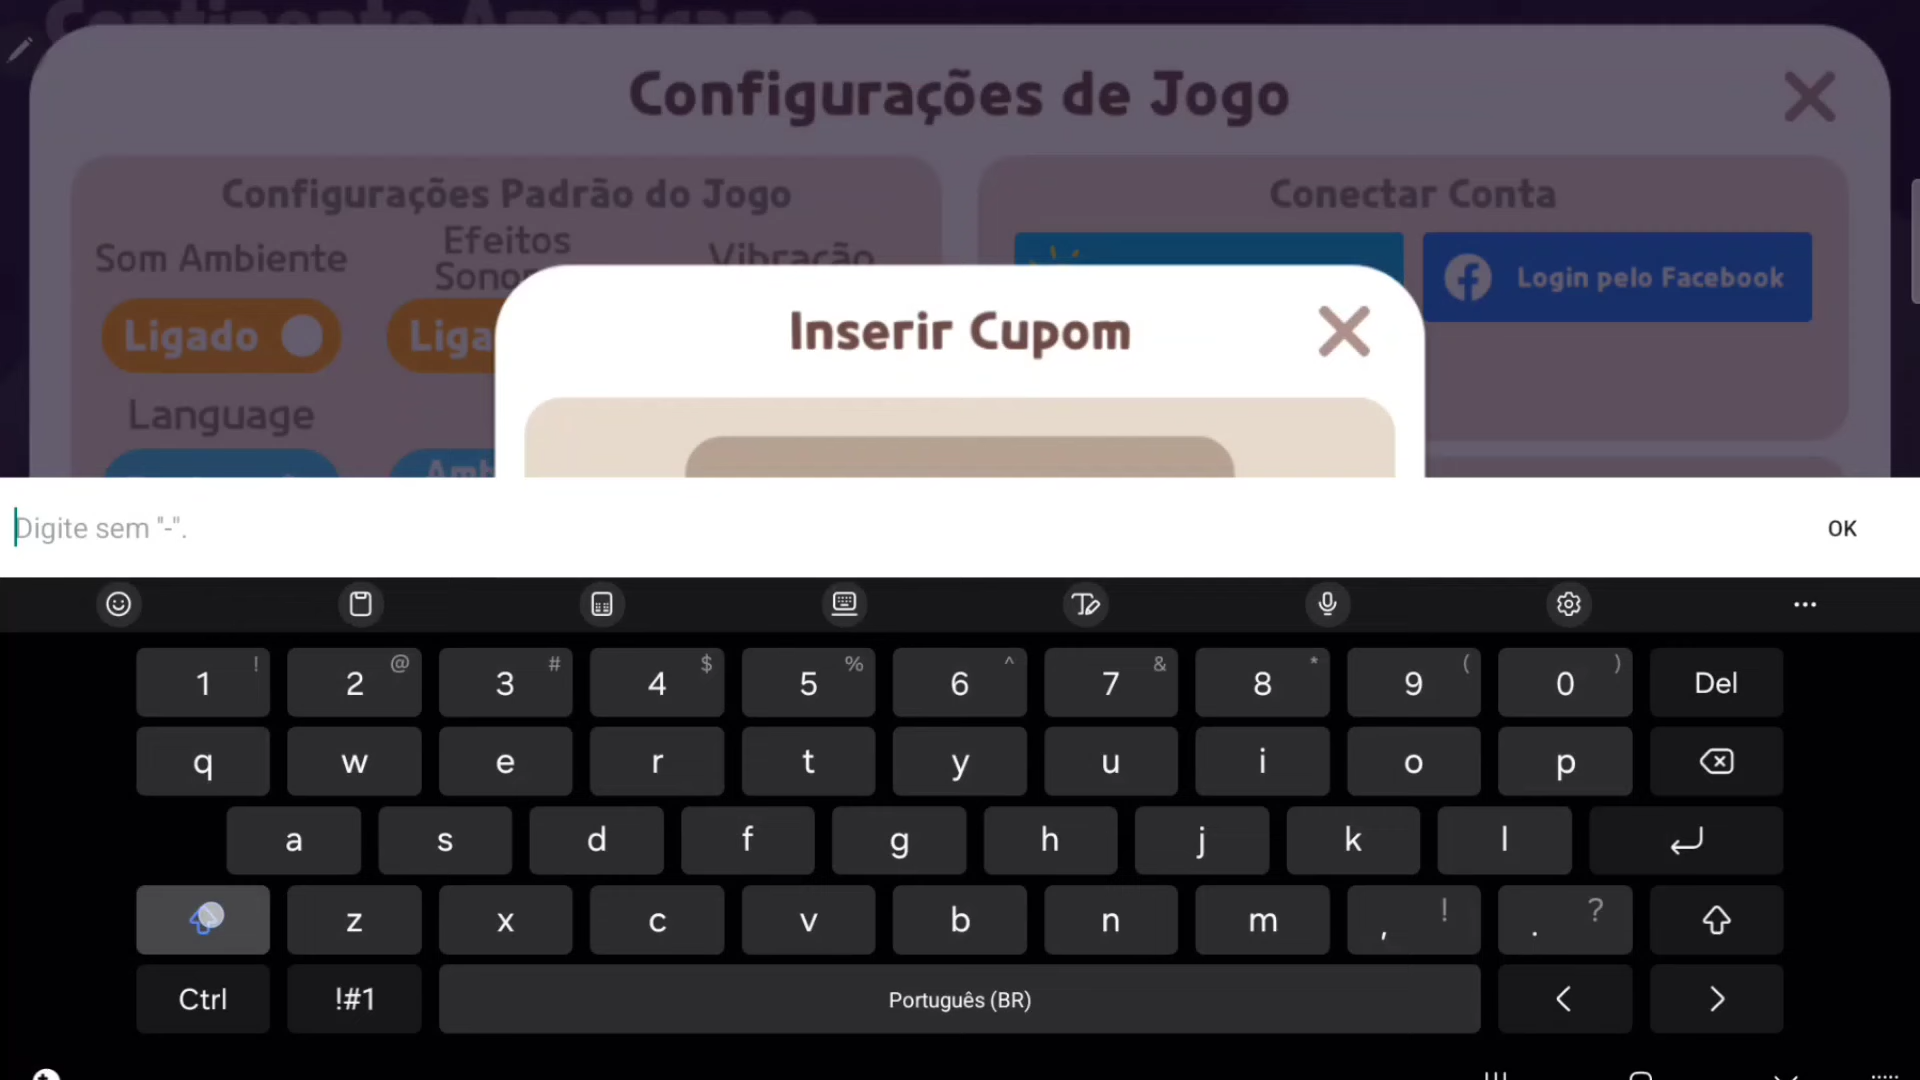 Continente Americano
Configurações de Jogo
Configurações Padrão do Jogo
Conectar Conta
Som Ambiente
Efeitos
Vibração
Login pelo Facebook
Inserir Cupom
Ligado
Language
Digite sem "-".
OK
1 ! 2 @ 3 # 4 $ 5 % 6 ^ 7 & 8 * 9 ( 0 ) Del
q w e r t y u i o p
a s d f g h j k l
z x c v b n m , ! . ?
Ctrl !#1 Português (BR) < >